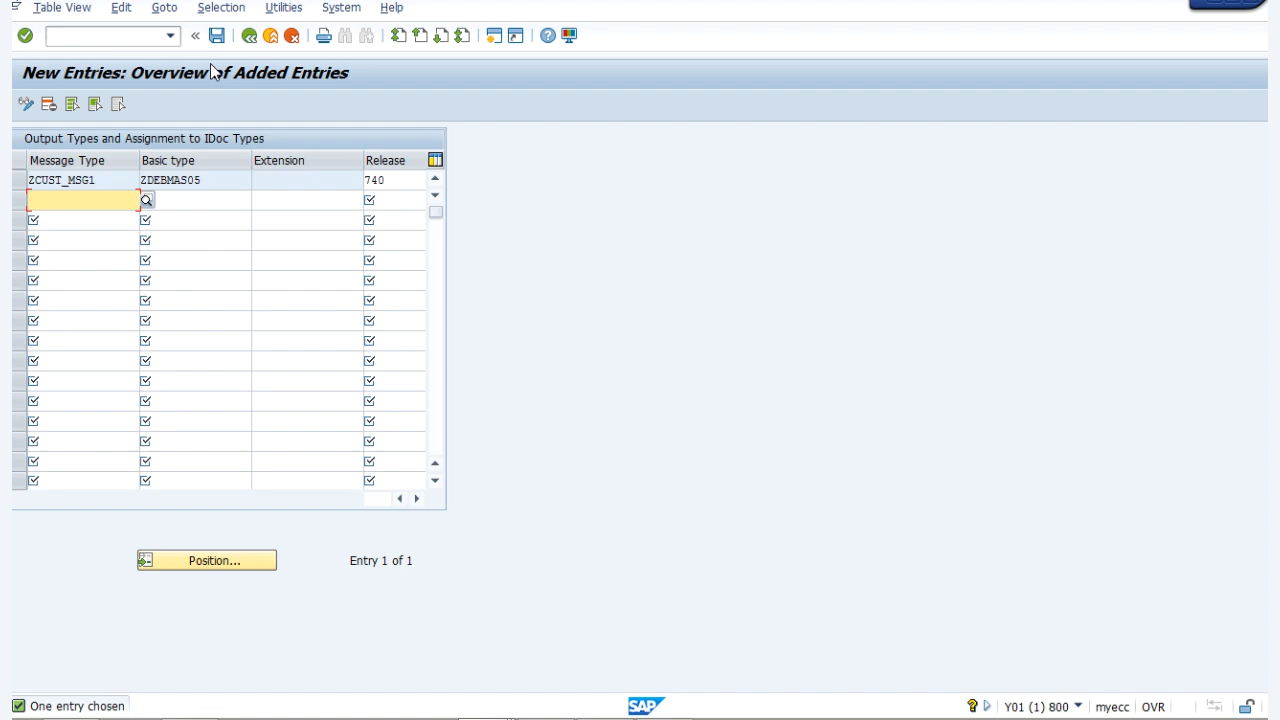 Table View Edit Goto Selection Utilities System Help
New Entries: Overview of Added Entries
Output Types and Assignment to IDoc Types
Message Type Basic type Extension Release
ZCUST_MSG1 ZDEBMAS05 740
Position... Entry 1 of 1
One entry chosen SAP Y01 (1) 800 myecc OVR